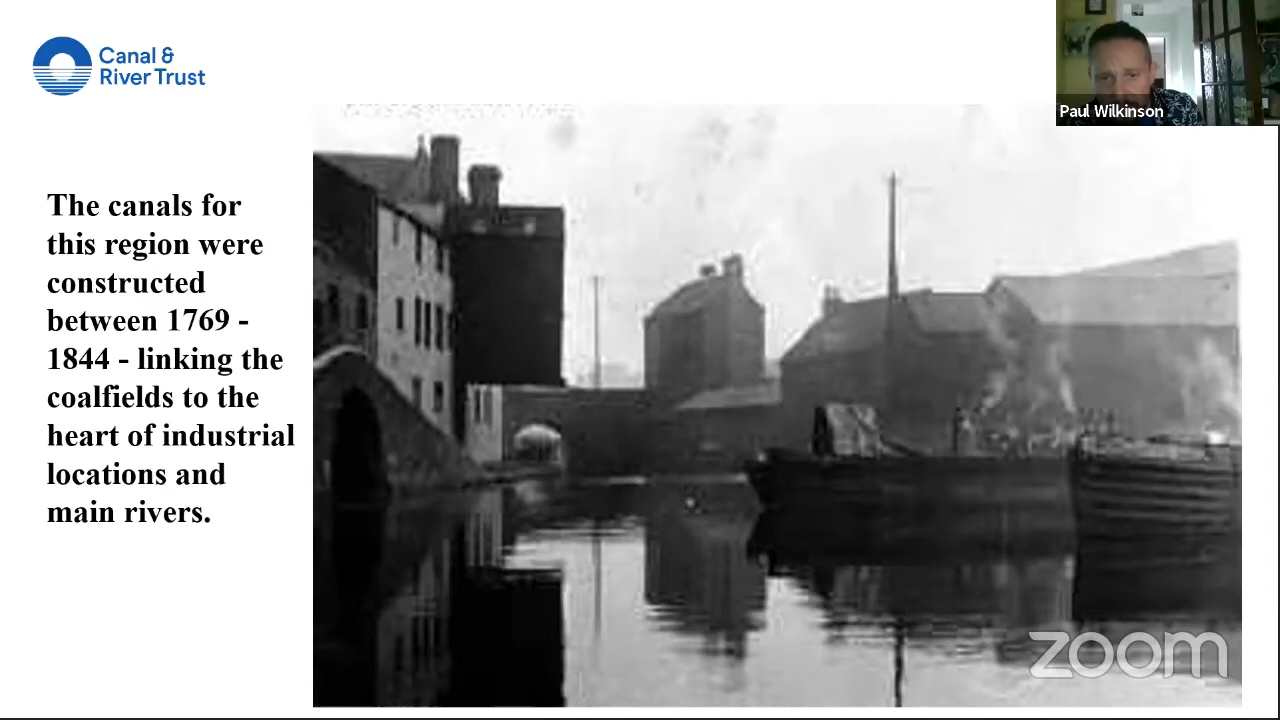 Canal &
River Trust
Paul Wilkinson
The canals for
this region were
constructed
between 1769 -
1844 - linking the
coalfields to the
heart of industrial
locations and
main rivers.
zoom